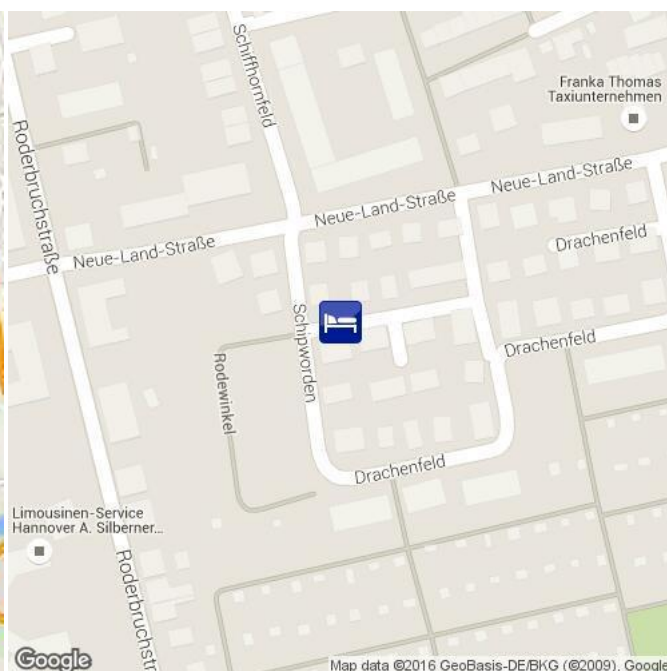 Schiffhornfeld
Franka Thomas
Taxiunternehmen
Roderbruchstraße
Neue-Land-Straße
Neue-Land-Straße
Neue-Land-Straße
Drachenfeld
Schipworden
Drachenfeld
Rodewinkel
Drachenfeld
Limousinen-Service
Hannover A. Silberner...
Roderbruchstra
Google
Map data ©2016 GeoBasis-DE/BKG (©2009), Google